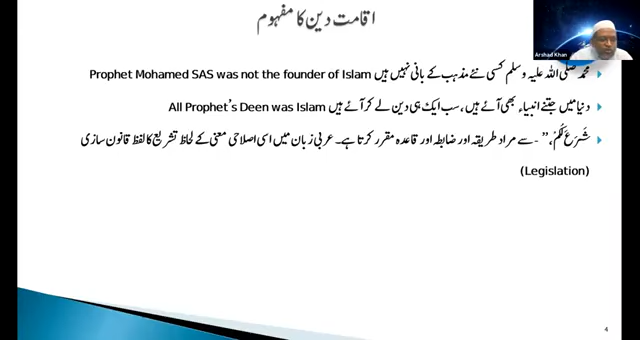 اقامت دین کا مفہوم
Arshad Khan
محمد صلی اللہ علیہ وسلم کسی نئے مذہب کے بانی نہیں ہیں Prophet Mohamed SAS was not the founder of Islam
دنیا میں جتنے انبیاء بھی آئے ہیں، سب ایک ہی دین لے کر آئے ہیں All Prophet's Deen was Islam
شَرَعَ لَكُمْ، ” - سے مراد طریقہ اور ضابطہ اور قاعدہ مقرر کرتا ہے۔ عربی زبان میں اسی اصلاحی معنی کے لحاظ تشریع کا لفظ قانون سازی
(Legislation)
4